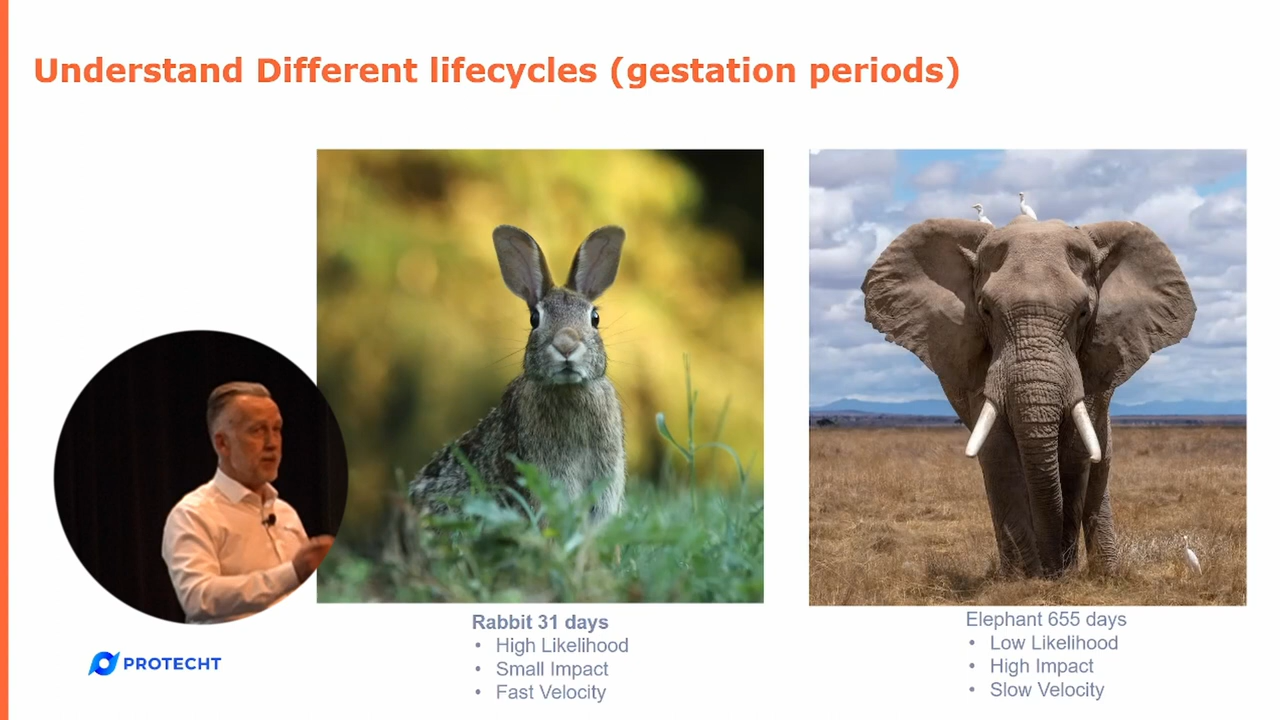 Understand Different lifecycles (gestation periods)
Rabbit 31 days
• High Likelihood
• Small Impact
• Fast Velocity
Elephant 655 days
• Low Likelihood
• High Impact
• Slow Velocity
PROTECHT